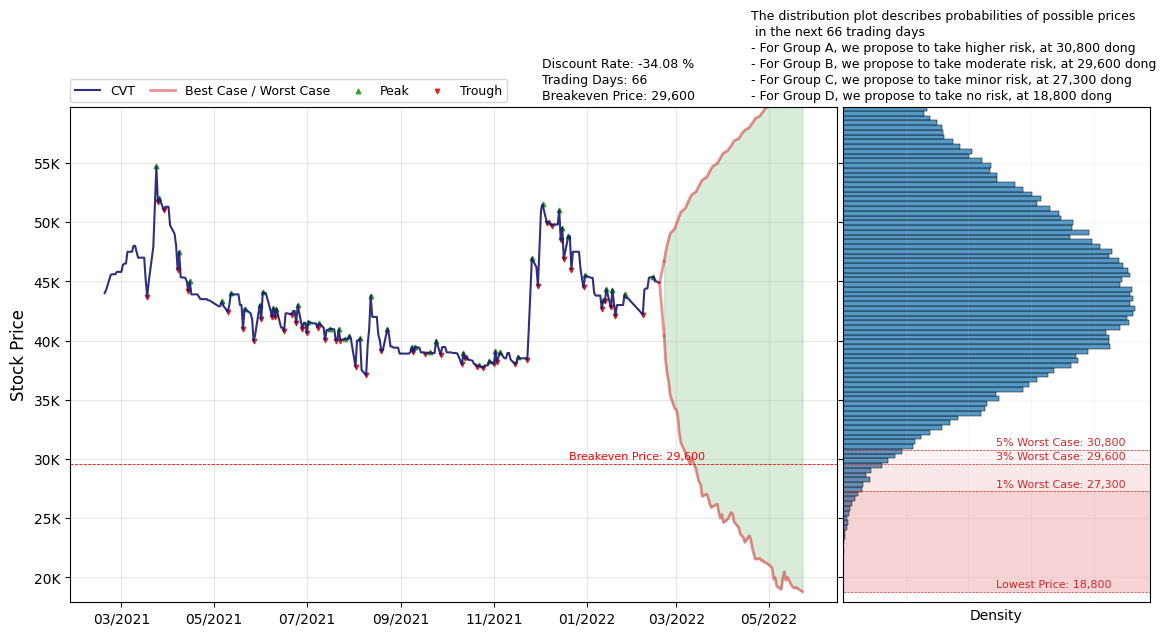 The distribution plot describes probabilities of possible prices
in the next 66 trading days
- For Group A, we propose to take higher risk, at 30,800 dong
- For Group B, we propose to take moderate risk, at 29,600 dong
- For Group C, we propose to take minor risk, at 27,300 dong
- For Group D, we propose to take no risk, at 18,800 dong
Discount Rate: -34.08 %
Trading Days: 66
Breakeven Price: 29,600
CVT
Best Case / Worst Case
Peak
Trough
Stock Price
55K
50K
45K
40K
35K
30K
25K
20K
Breakeven Price: 29,600
5% Worst Case: 30,800
3% Worst Case: 29,600
1% Worst Case: 27,300
Lowest Price: 18,800
03/2021
05/2021
07/2021
09/2021
11/2021
01/2022
03/2022
05/2022
Density